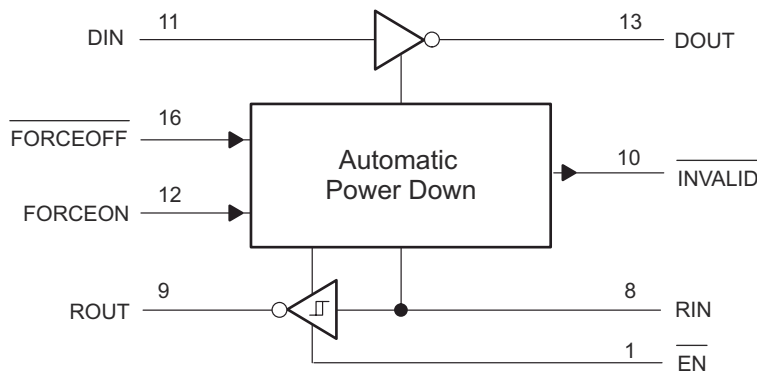 DIN 11 13 DOUT
FORCEOFF 16
Automatic
Power Down
10 INVALID
FORCEON 12
ROUT 9 8 RIN
1 EN